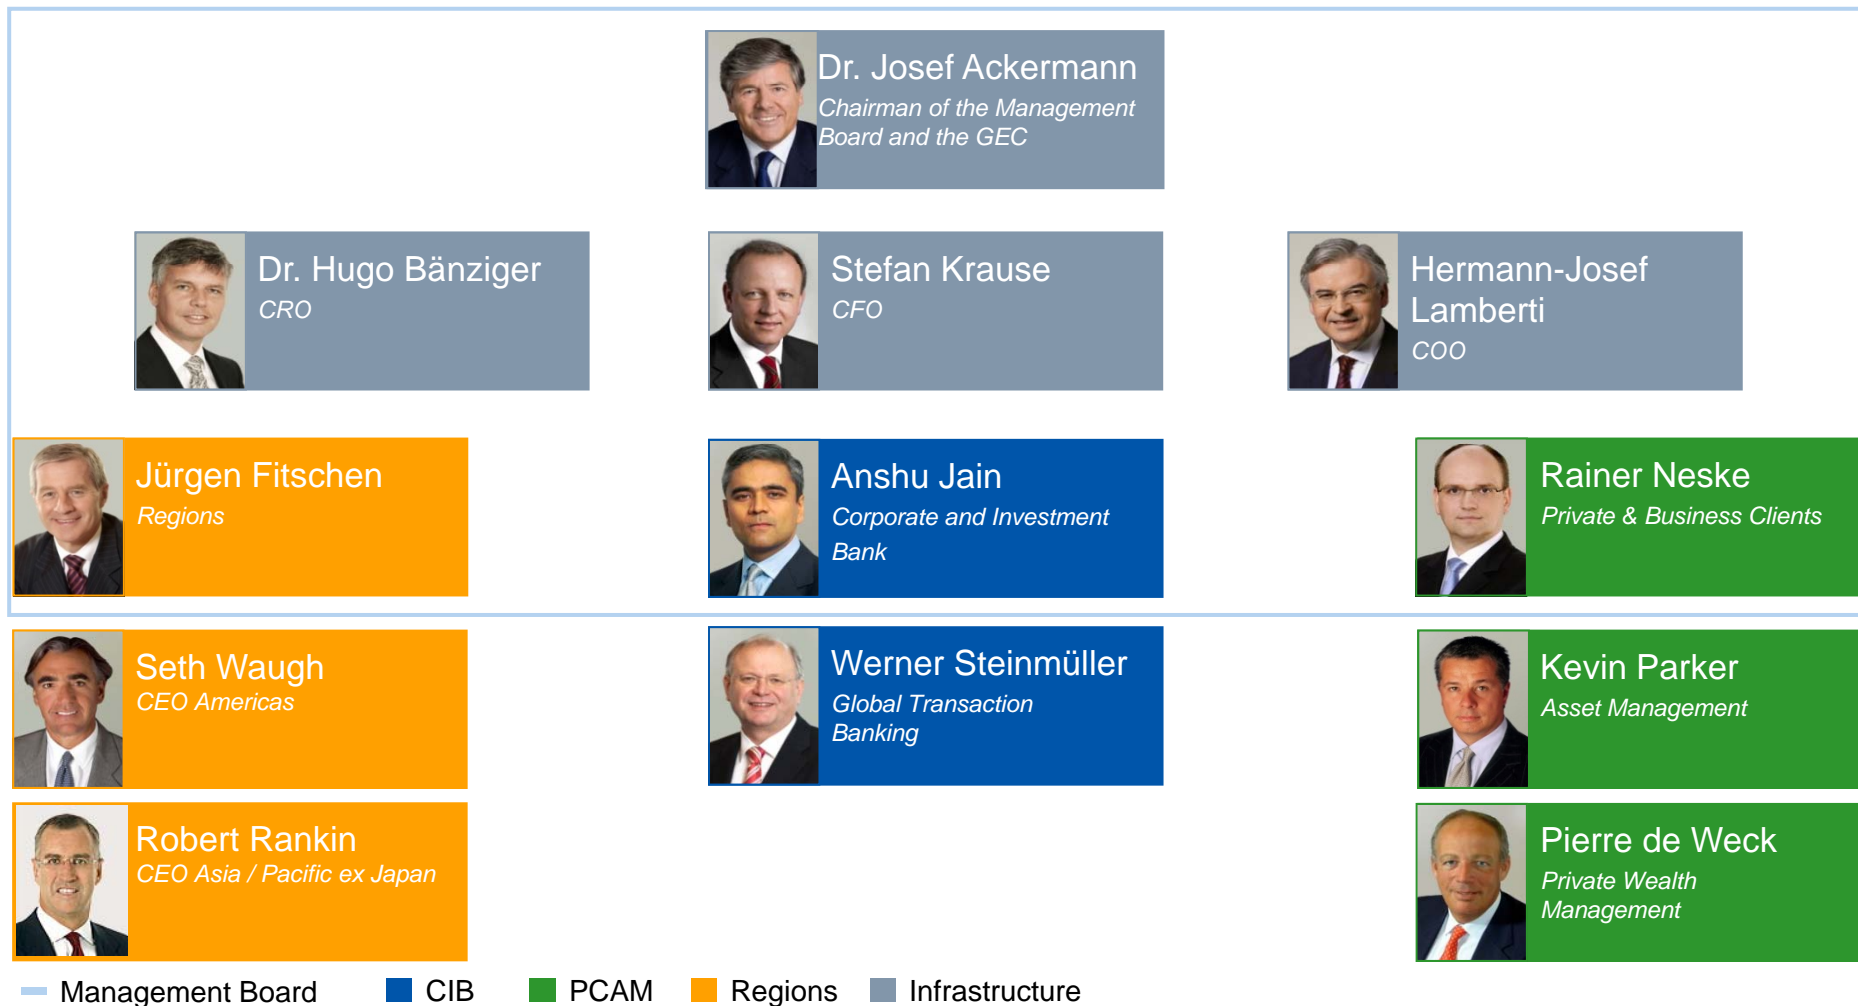 Dr. Josef Ackermann
Chairman of the Management
Board and the GEC
Dr. Hugo Bänziger
CRO
Stefan Krause
CFO
Hermann-Josef
Lamberti
COO
Jürgen Fitschen
Regions
Anshu Jain
Corporate and Investment
Bank
Rainer Neske
Private & Business Clients
Seth Waugh
CEO Americas
Werner Steinmüller
Global Transaction
Banking
Kevin Parker
Asset Management
Robert Rankin
CEO Asia / Pacific ex Japan
Pierre de Weck
Private Wealth
Management
Management Board
CIB
PCAM
Regions
Infrastructure